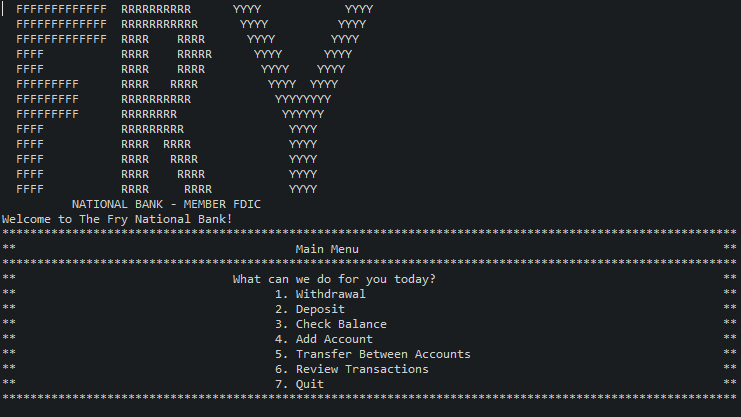 FFFFFFFFFFFFF  RRRRRRRRRR      YYYY            YYYY
FFFFFFFFFFFFF  RRRRRRRRRRR      YYYY          YYYY
FFFFFFFFFFFFF  RRRR    RRRR      YYYY        YYYY
FFFF           RRRR    RRRRR      YYYY      YYYY
FFFF           RRRR    RRRR        YYYY    YYYY
FFFFFFFFF      RRRR   RRRR          YYYY  YYYY
FFFFFFFFF      RRRRRRRRRR            YYYYYYYY
FFFFFFFFF      RRRRRRRR               YYYYYY
FFFF           RRRRRRRRR               YYYY
FFFF           RRRR  RRRR              YYYY
FFFF           RRRR   RRRR             YYYY
FFFF           RRRR    RRRR            YYYY
FFFF           RRRR     RRRR           YYYY
NATIONAL BANK - MEMBER FDIC
Welcome to The Fry National Bank!
*********************************************************************************************************
** Main Menu **
*********************************************************************************************************
** What can we do for you today? **
** 1. Withdrawal **
** 2. Deposit **
** 3. Check Balance **
** 4. Add Account **
** 5. Transfer Between Accounts **
** 6. Review Transactions **
** 7. Quit **
*********************************************************************************************************